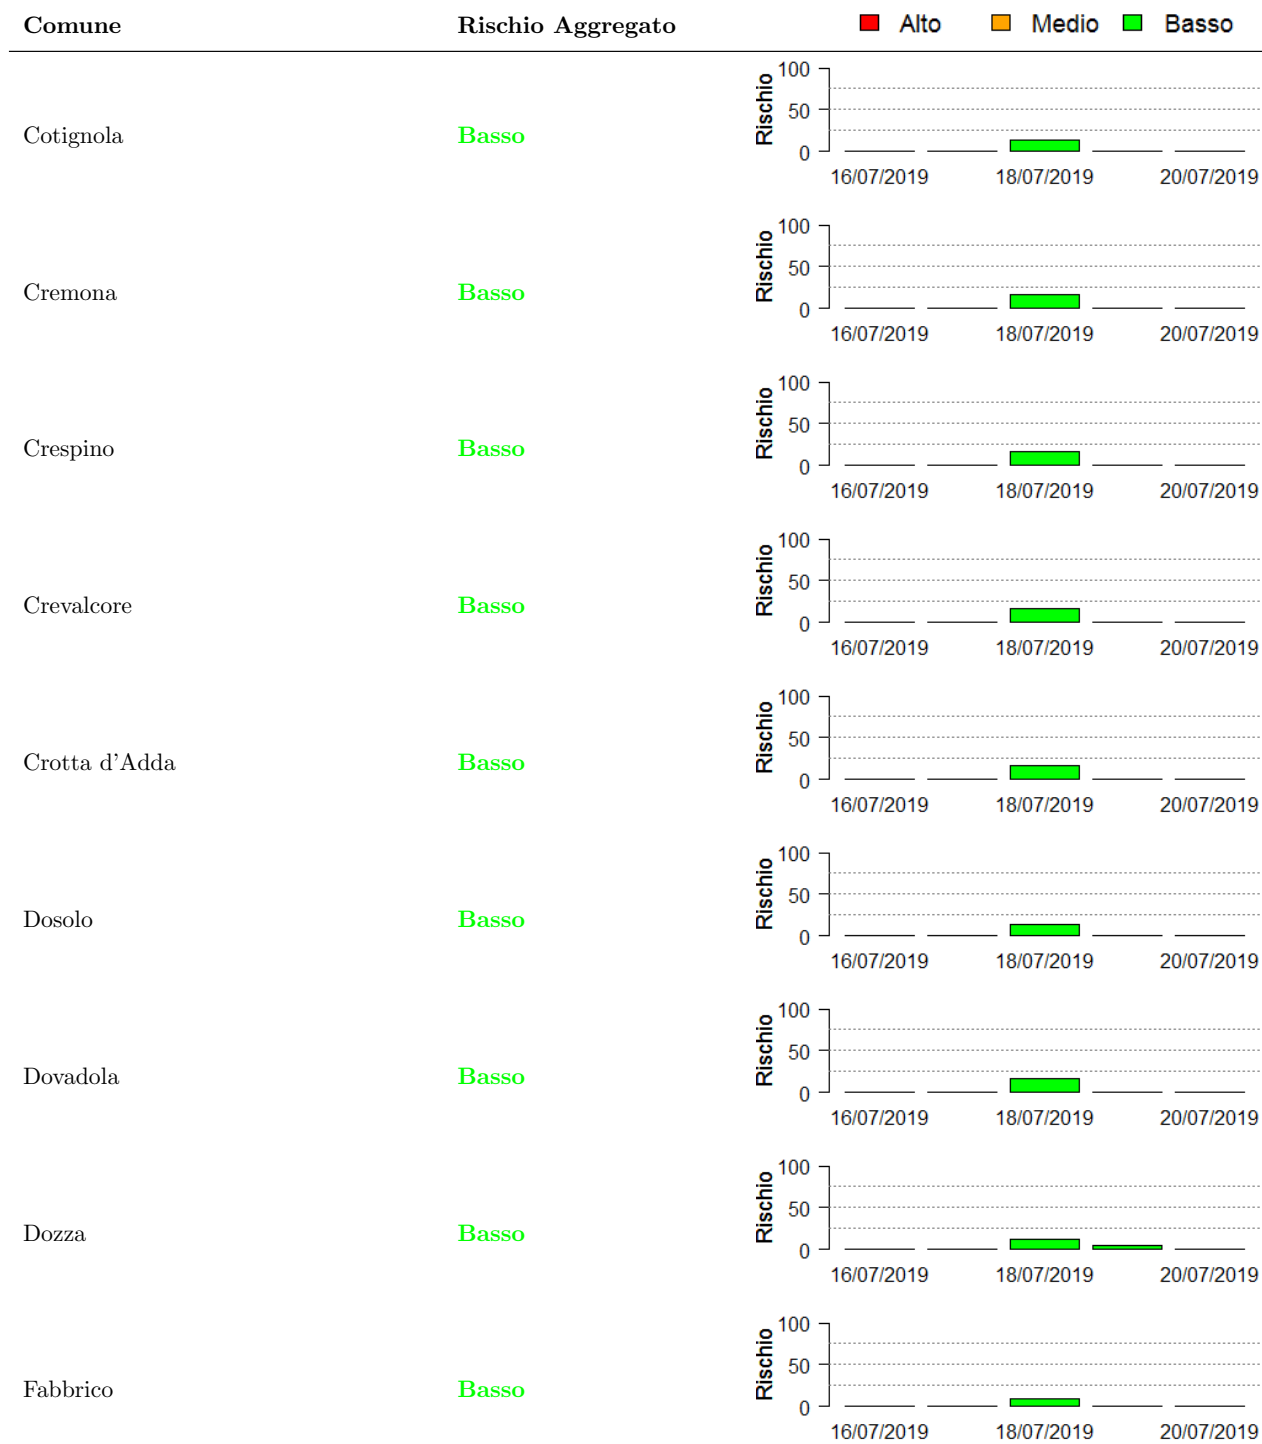 Comune Rischio Aggregato Alto Medio Basso
100
50
0
Rischio
Cotignola Basso
16/07/2019 18/07/2019 20/07/2019
100
50
0
Rischio
Cremona Basso
16/07/2019 18/07/2019 20/07/2019
100
50
0
Rischio
Crespino Basso
16/07/2019 18/07/2019 20/07/2019
100
50
0
Rischio
Crevalcore Basso
16/07/2019 18/07/2019 20/07/2019
100
50
0
Rischio
Crotta d'Adda Basso
16/07/2019 18/07/2019 20/07/2019
100
50
0
Rischio
Dosolo Basso
16/07/2019 18/07/2019 20/07/2019
100
50
0
Rischio
Dovadola Basso
16/07/2019 18/07/2019 20/07/2019
100
50
0
Rischio
Dozza Basso
16/07/2019 18/07/2019 20/07/2019
100
50
0
Rischio
Fabbrico Basso
16/07/2019 18/07/2019 20/07/2019